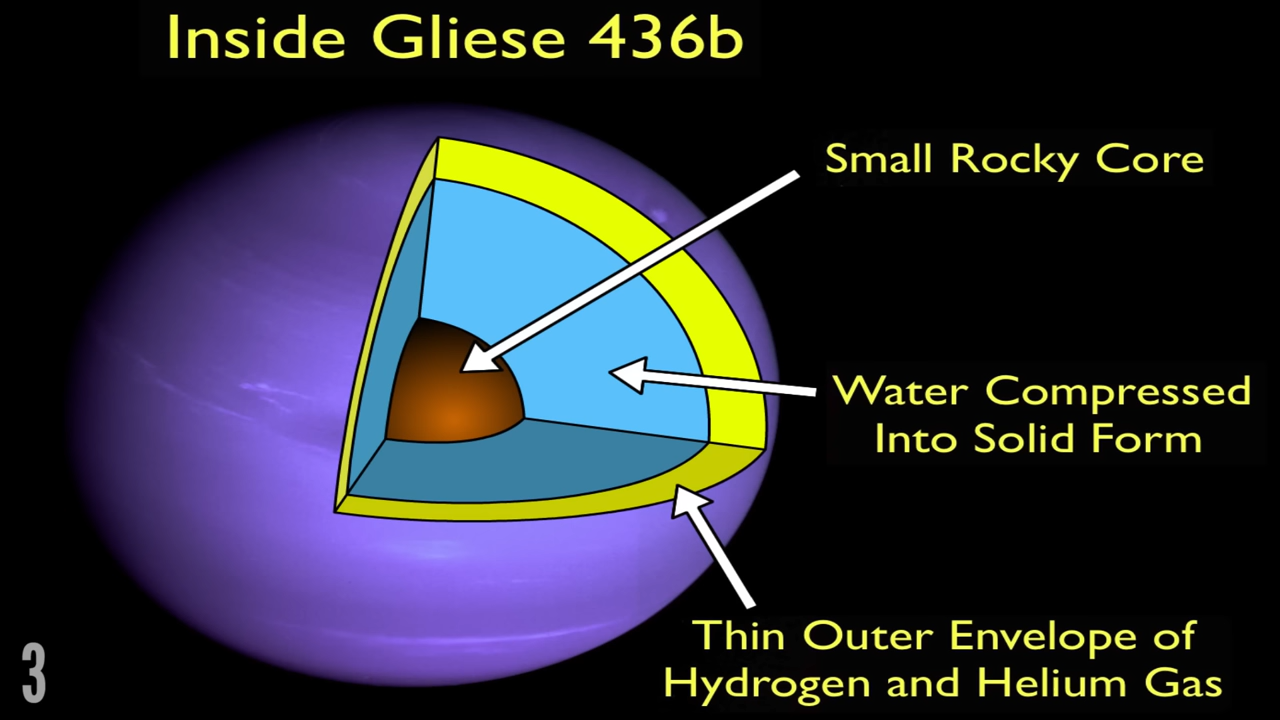 Inside Gliese 436b
Small Rocky Core
Water Compressed
Into Solid Form
Thin Outer Envelope of
Hydrogen and Helium Gas
3